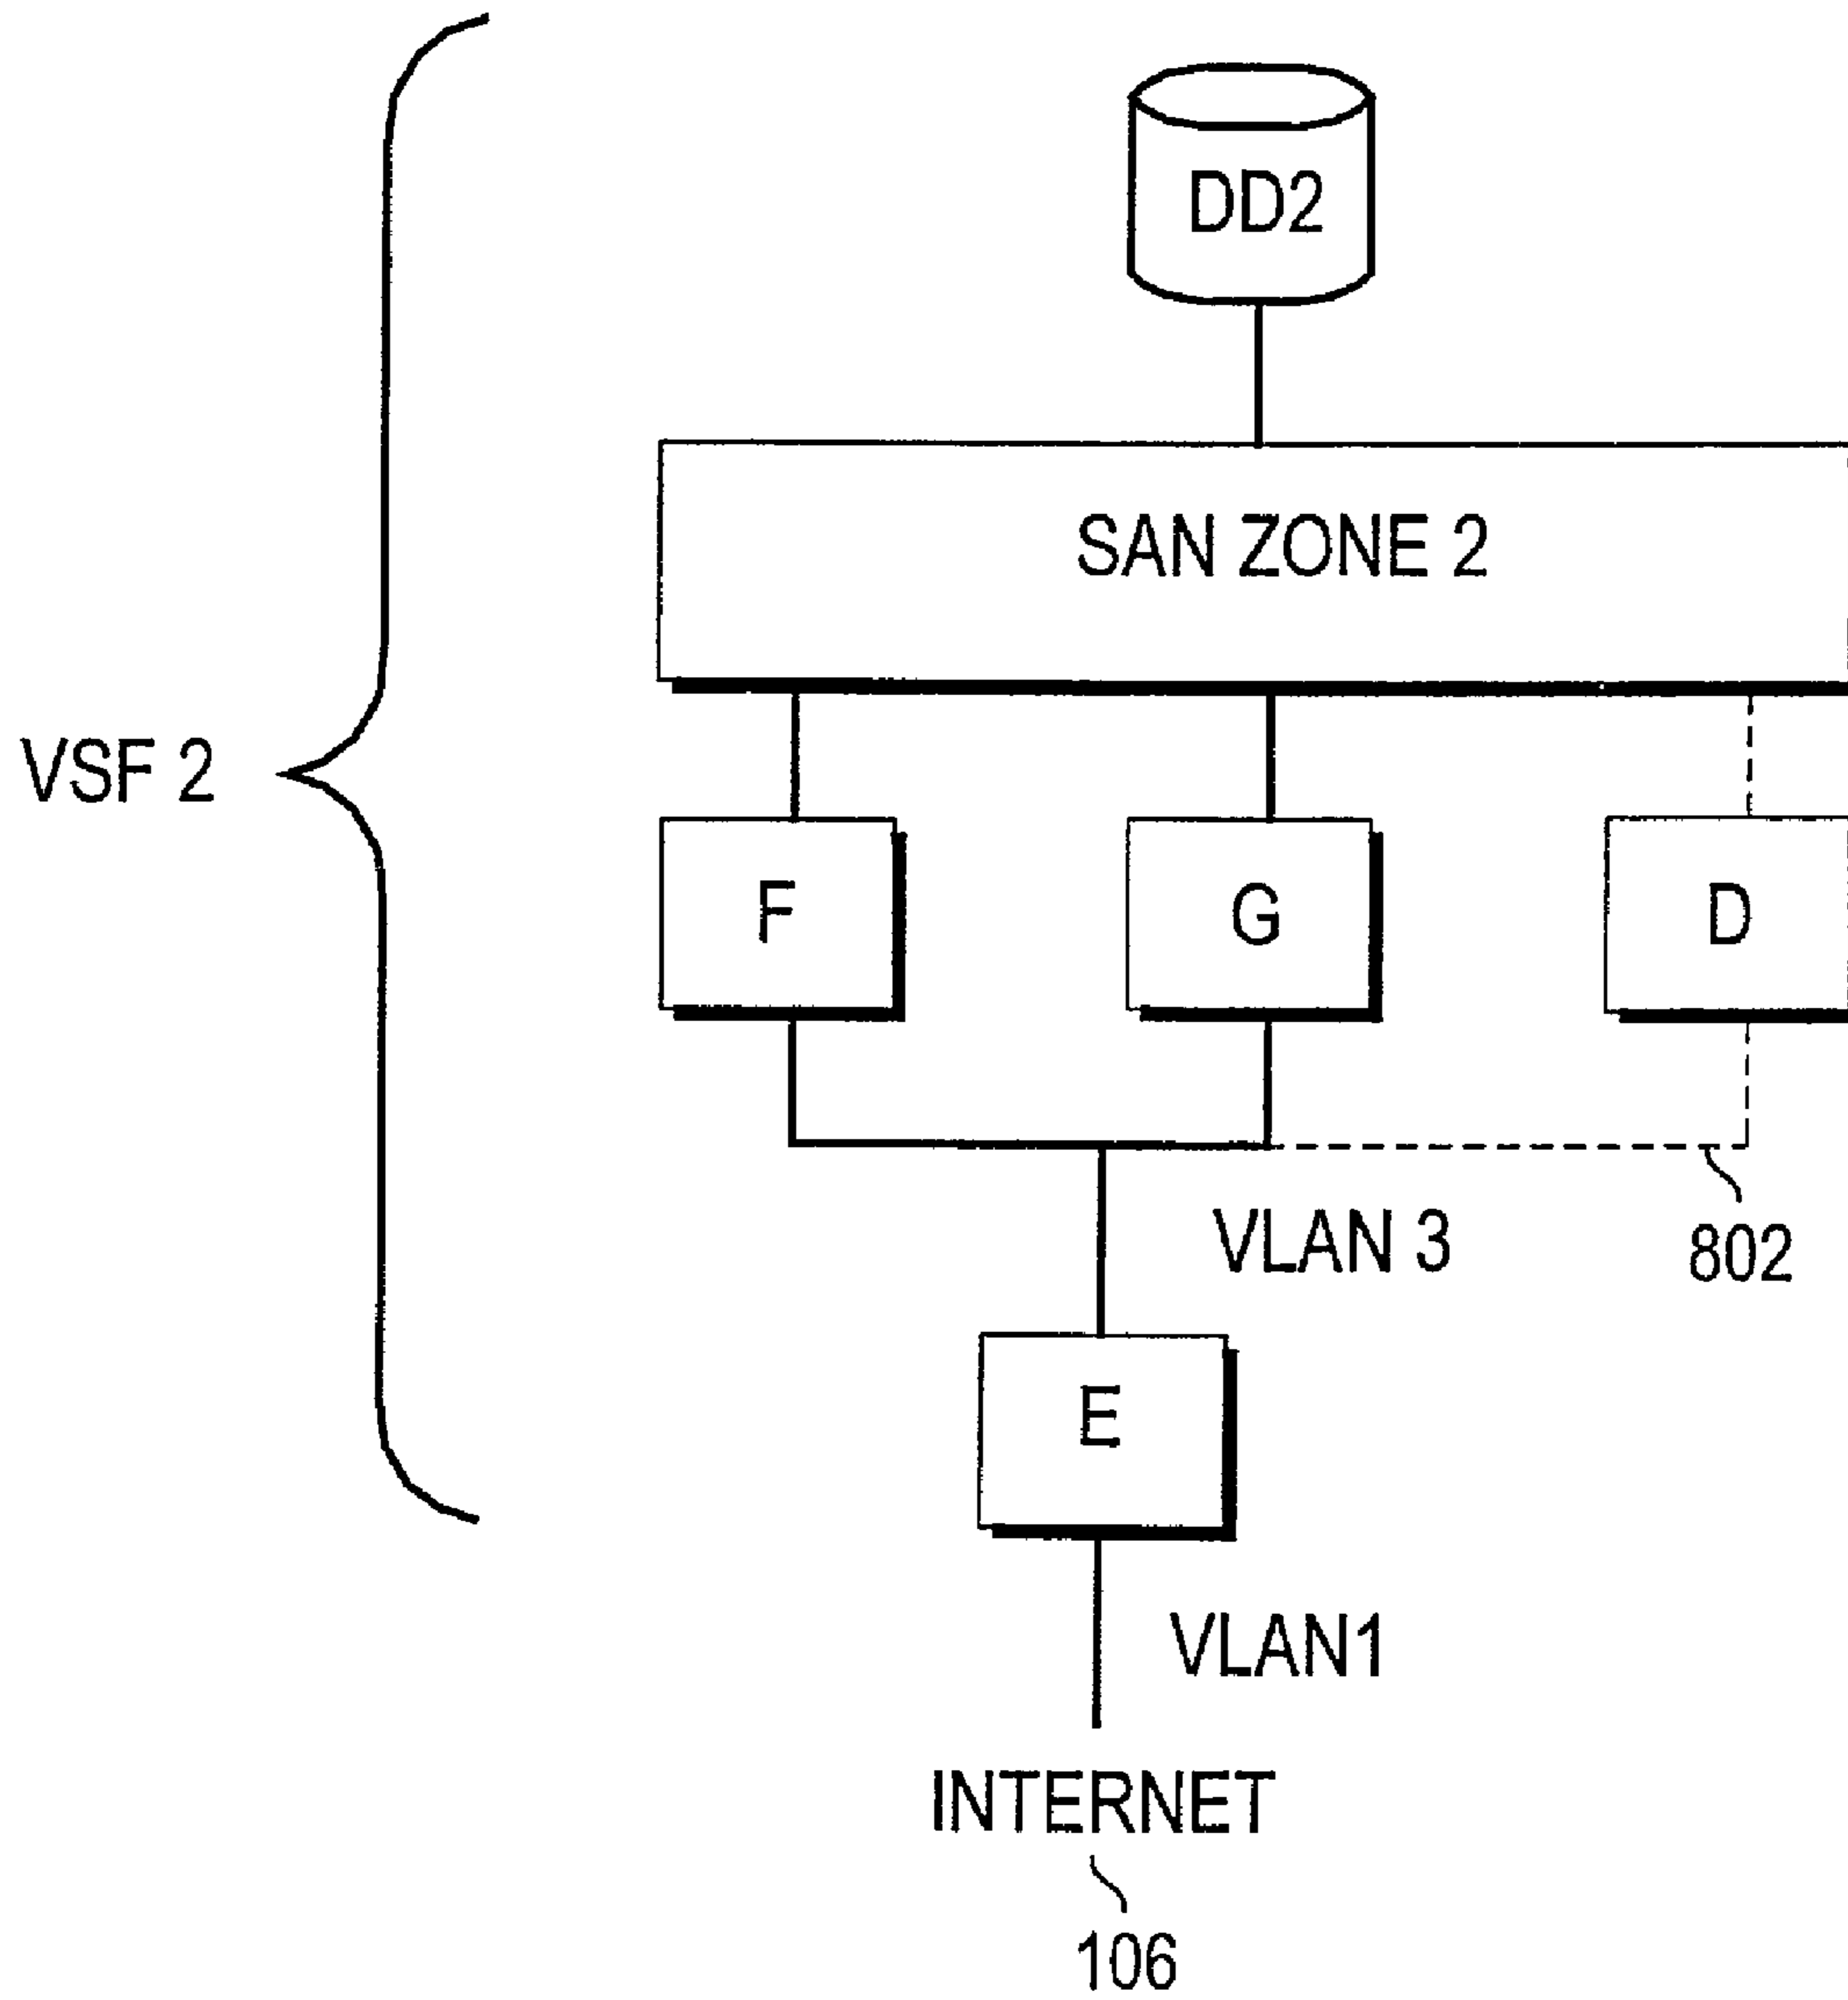 DD2
SAN ZONE 2
VSF 2
F
G
D
VLAN 3
802
E
VLAN1
INTERNET
106